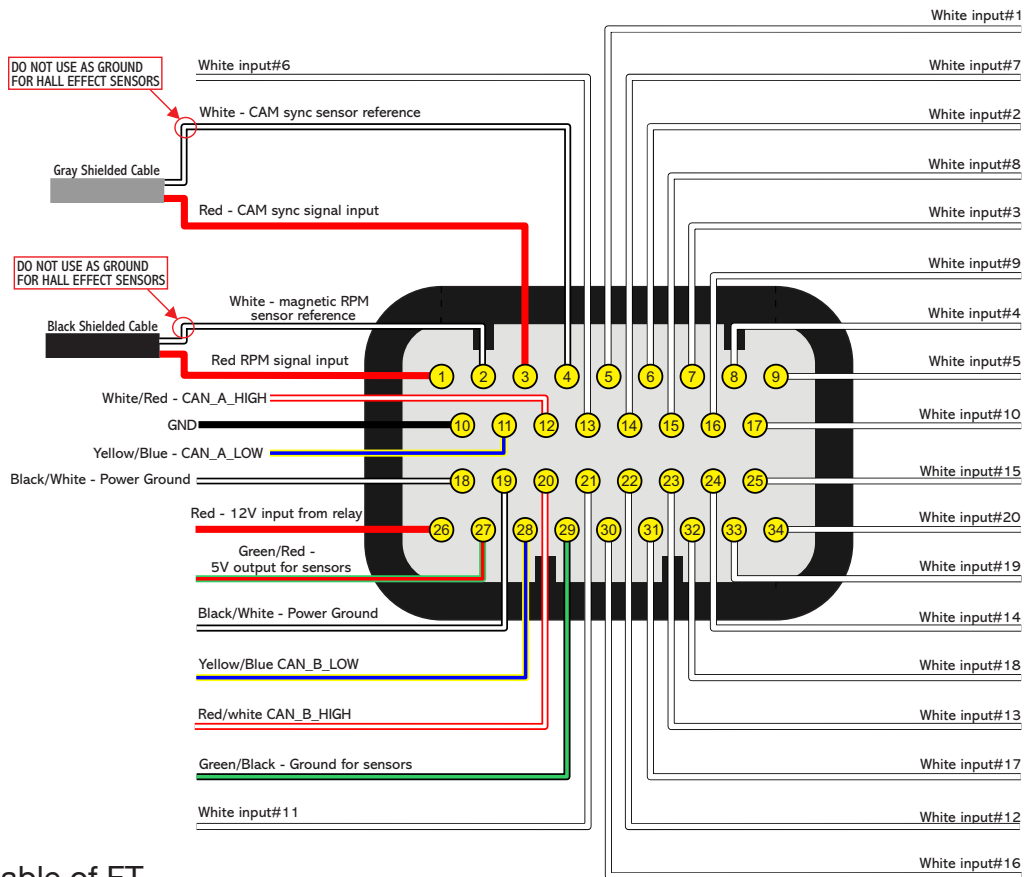 White input#1
DO NOT USE AS GROUND
FOR HALL EFFECT SENSORS
White input#6
White input#7
White - CAM sync sensor reference
White input#2
Gray Shielded Cable
White input#8
Red - CAM sync signal input
White input#3
DO NOT USE AS GROUND
FOR HALL EFFECT SENSORS
White input#9
White - magnetic RPM
sensor reference
White input#4
Black Shielded Cable
Red RPM signal input
White input#5
1 2 3 4 5 6 7 8 9
White/Red - CAN_A_HIGH
White input#10
GND
10 11 12 13 14 15 16 17
Yellow/Blue - CAN_A_LOW
White input#15
Black/White - Power Ground
18 19 20 21 22 23 24 25
Red - 12V input from relay
White input#20
26 27 28 29 30 31 32 33 34
Green/Red -
5V output for sensors
White input#19
Black/White - Power Ground
White input#14
Yellow/Blue CAN_B_LOW
White input#18
Red/white CAN_B_HIGH
White input#13
Green/Black - Ground for sensors
White input#17
White input#11
White input#12
White input#16